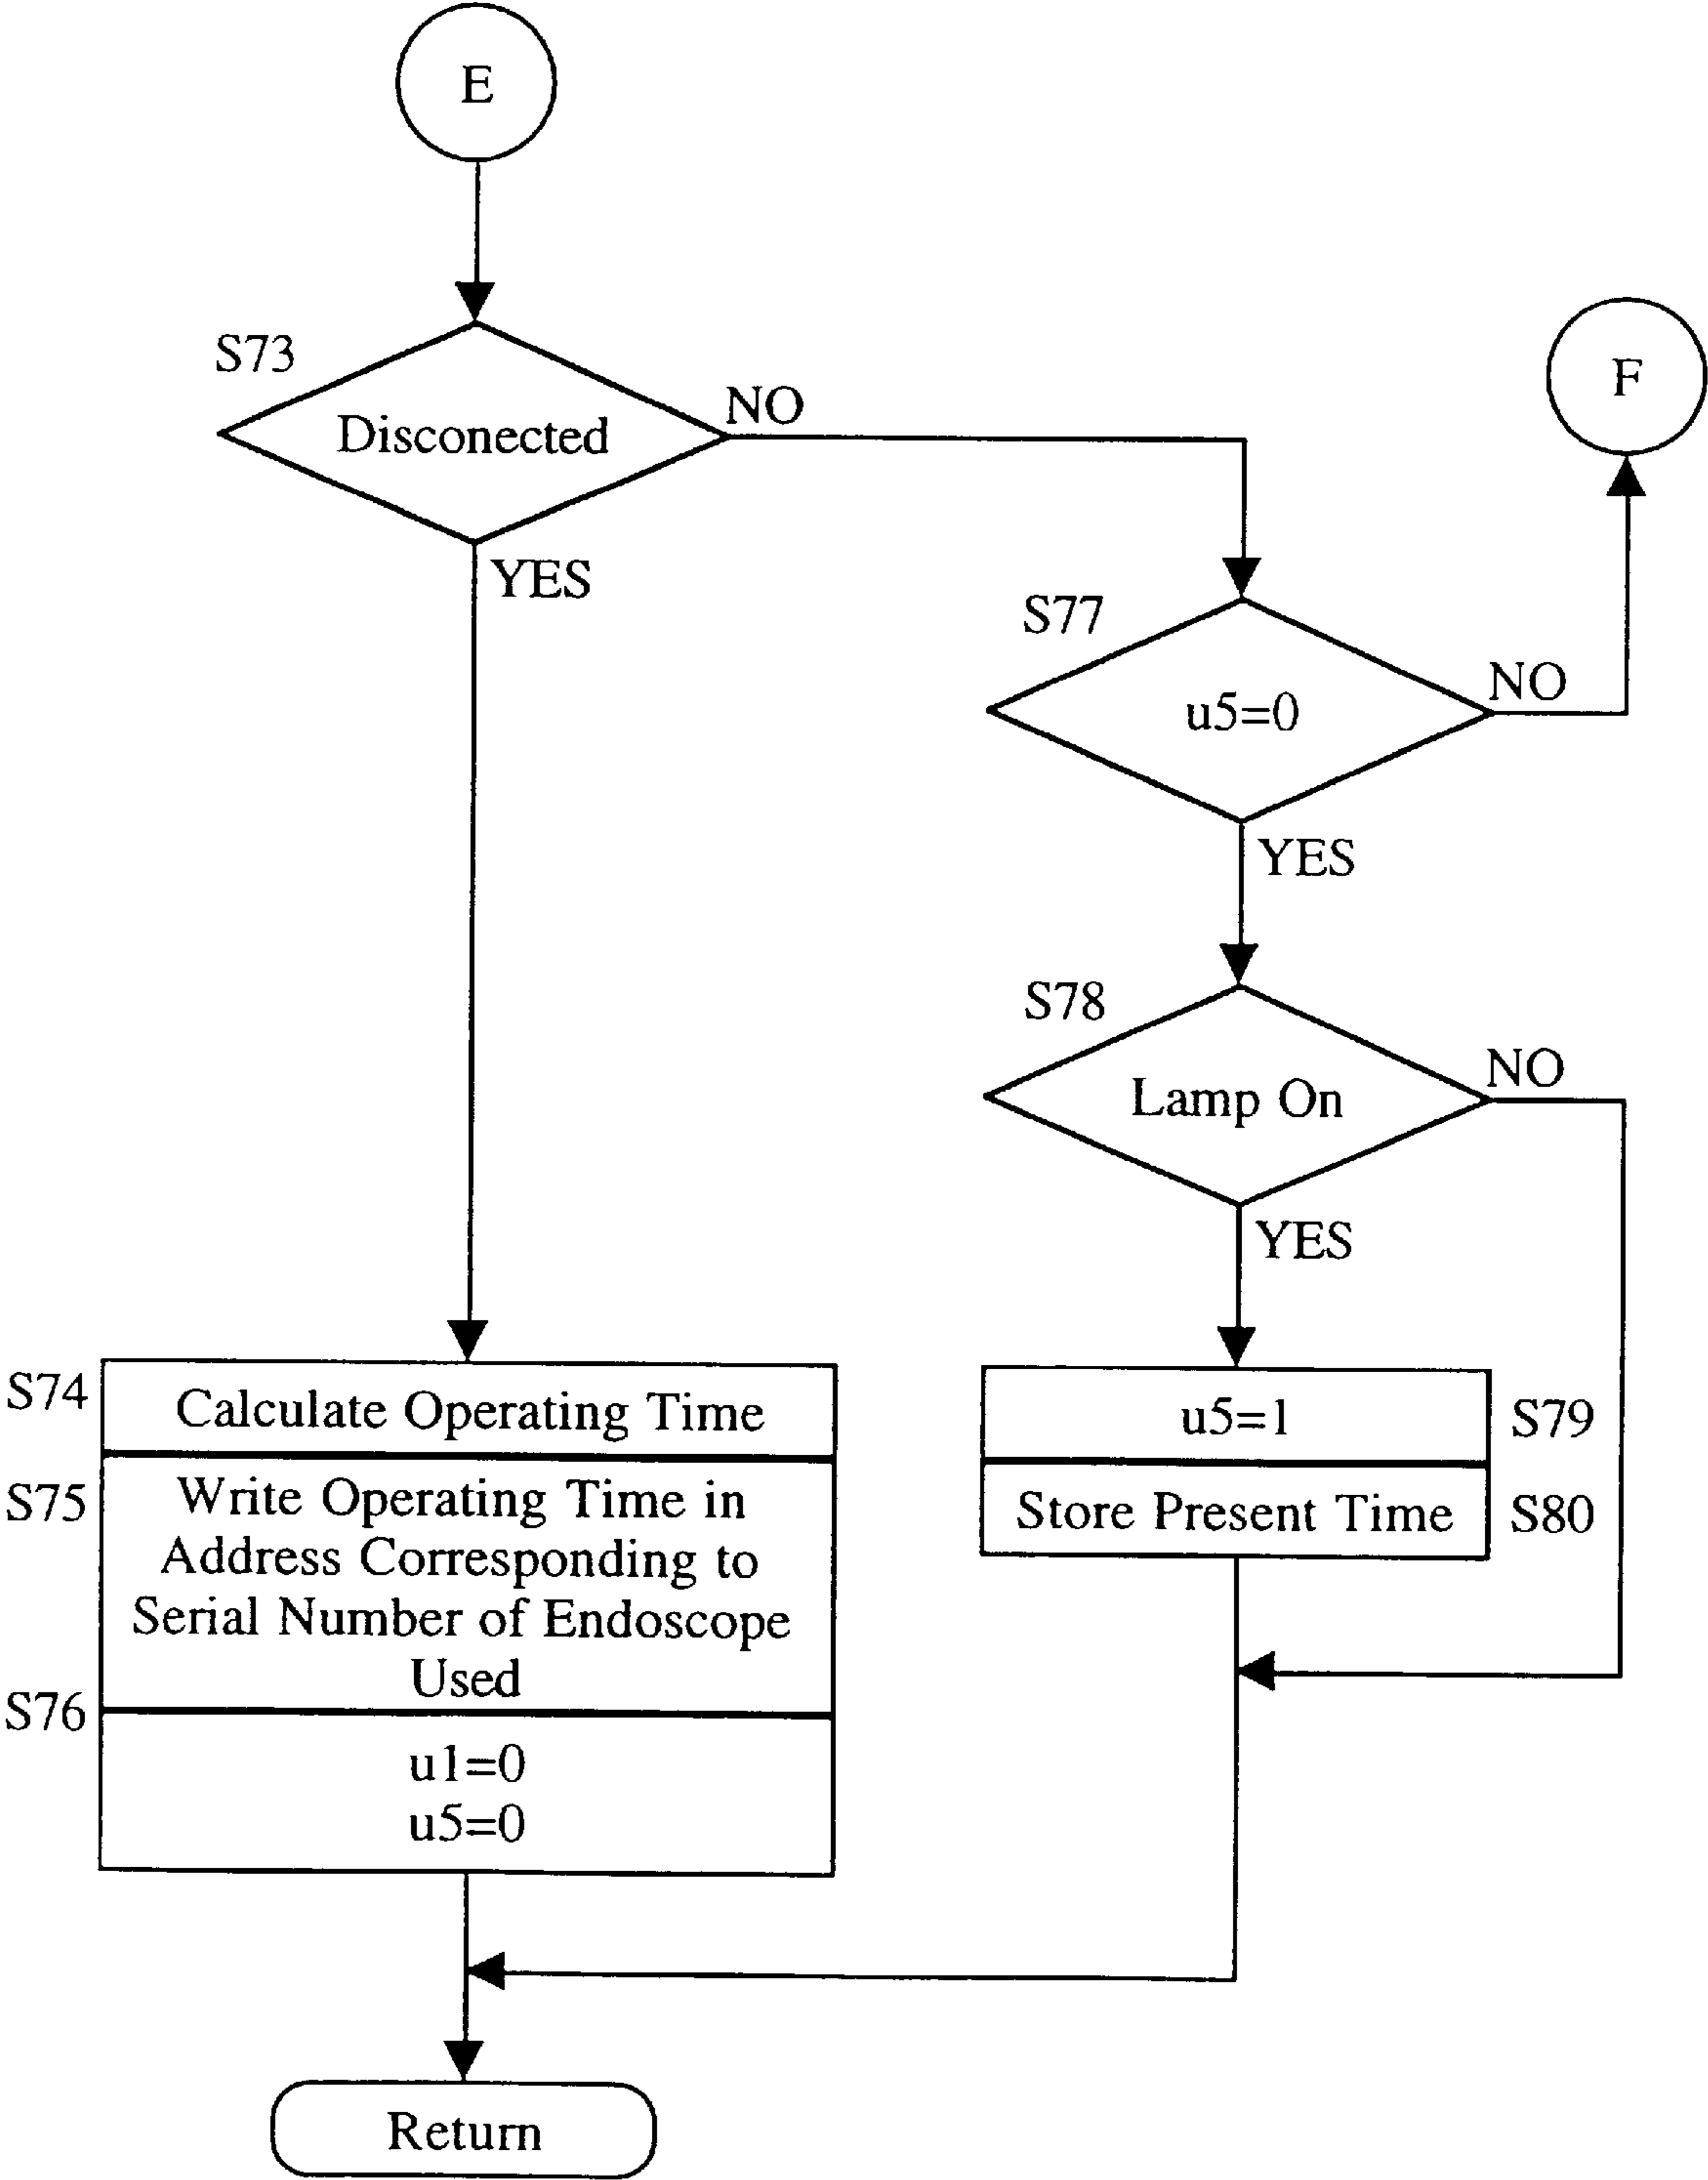 E
S73
Disconected
NO
YES
F
S77
u5=0
NO
YES
S78
Lamp On
NO
YES
S74
Calculate Operating Time
S75
Write Operating Time in
Address Corresponding to
Serial Number of Endoscope
Used
S76
u1=0
u5=0
u5=1
S79
Store Present Time
S80
Return